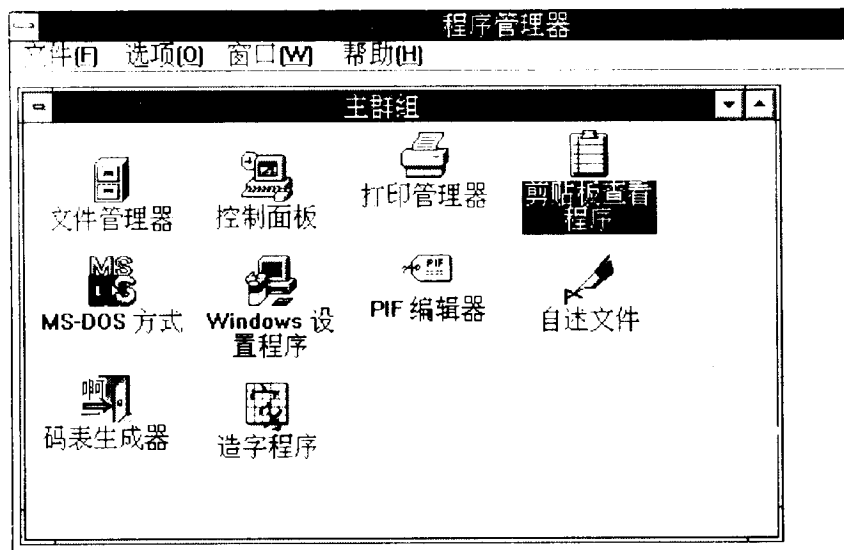 程序管理器
文件(F) 选项(O) 窗口(W) 帮助(H)
主群组
文件管理器
控制面板
打印管理器
剪贴板查看
程序
MS-DOS 方式
Windows 设
置程序
PIF
PIF 编辑器
自述文件
啊
码表生成器
造字程序